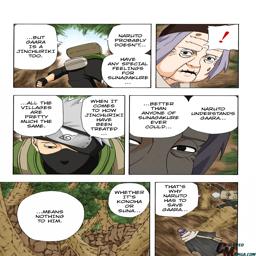 !
NARUTO
PROBABLY
DOESN'T...
HAVE ANY
SPECIAL
FEELINGS
FOR
SUNAGAKURE
...BUT
GAARA
IS A
JINCHURIKI
TOO.
NARUTO
UNDERSTANDS
GAARA...
...BETTER
THAN
ANYONE OF
SUNAGAKURE
EVER
COULD...
WHEN IT
COMES TO
HOW
JINCHURIKI
HAVE BEEN
TREATED...
...ALL THE
VILLAGES
ARE
PRETTY
MUCH
THE SAME.
THAT'S
WHY
NARUTO
HAS TO
SAVE
GAARA...
WHETHER
IT'S
KONOHA
OR
SUNA...
...MEANS
NOTHING
TO HIM.